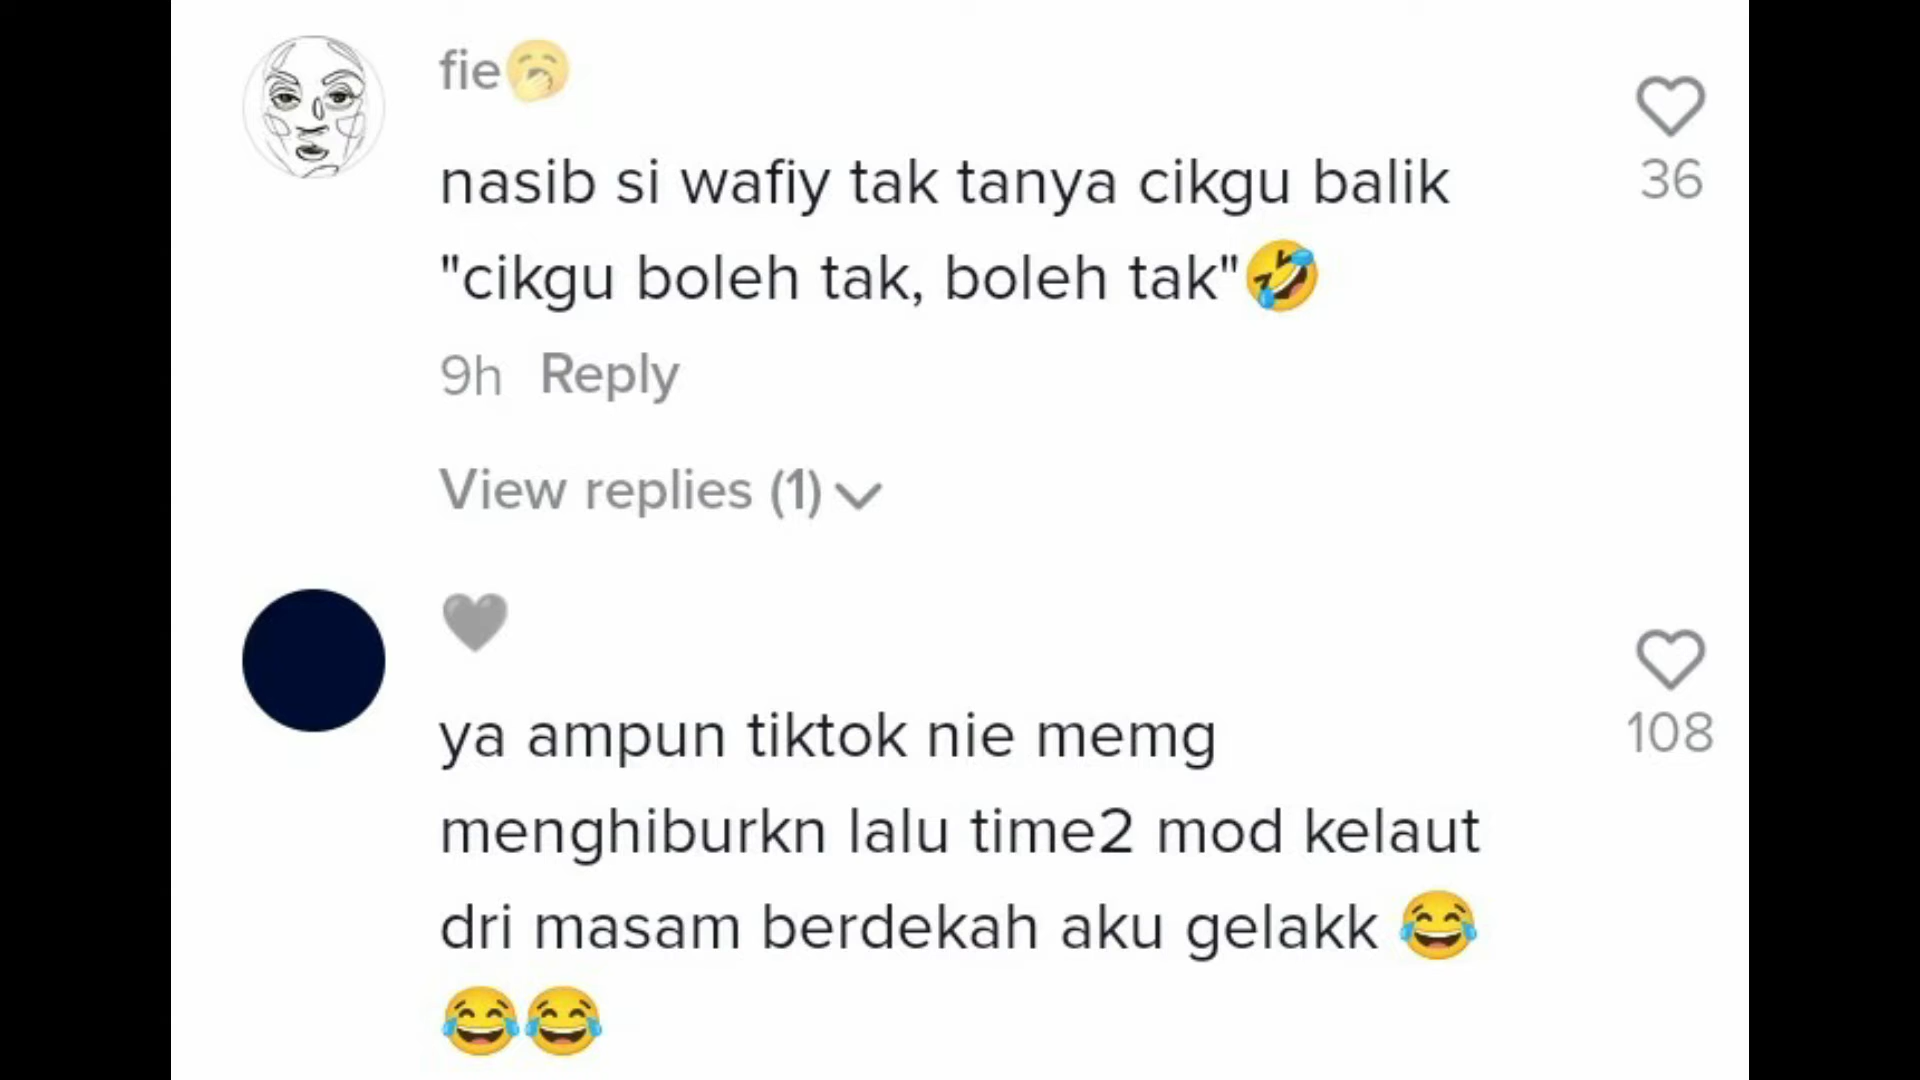 fie🥱
36
nasib si wafiy tak tanya cikgu balik
"cikgu boleh tak, boleh tak"🤣
9h Reply
View replies (1)
🖤
108
ya ampun tiktok nie memg
menghiburkn lalu time2 mod kelaut
dri masam berdekah aku gelakk 😂
😂😂